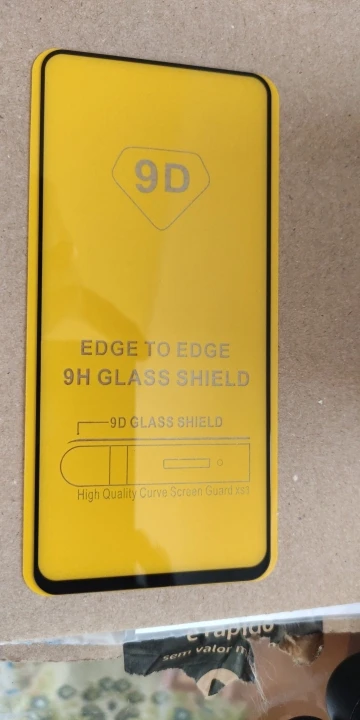 9D
EDGE TO EDGE
9H GLASS SHIELD
9D GLASS SHIELD
High Quality Curve Screen Guard
e rápido
sem valor